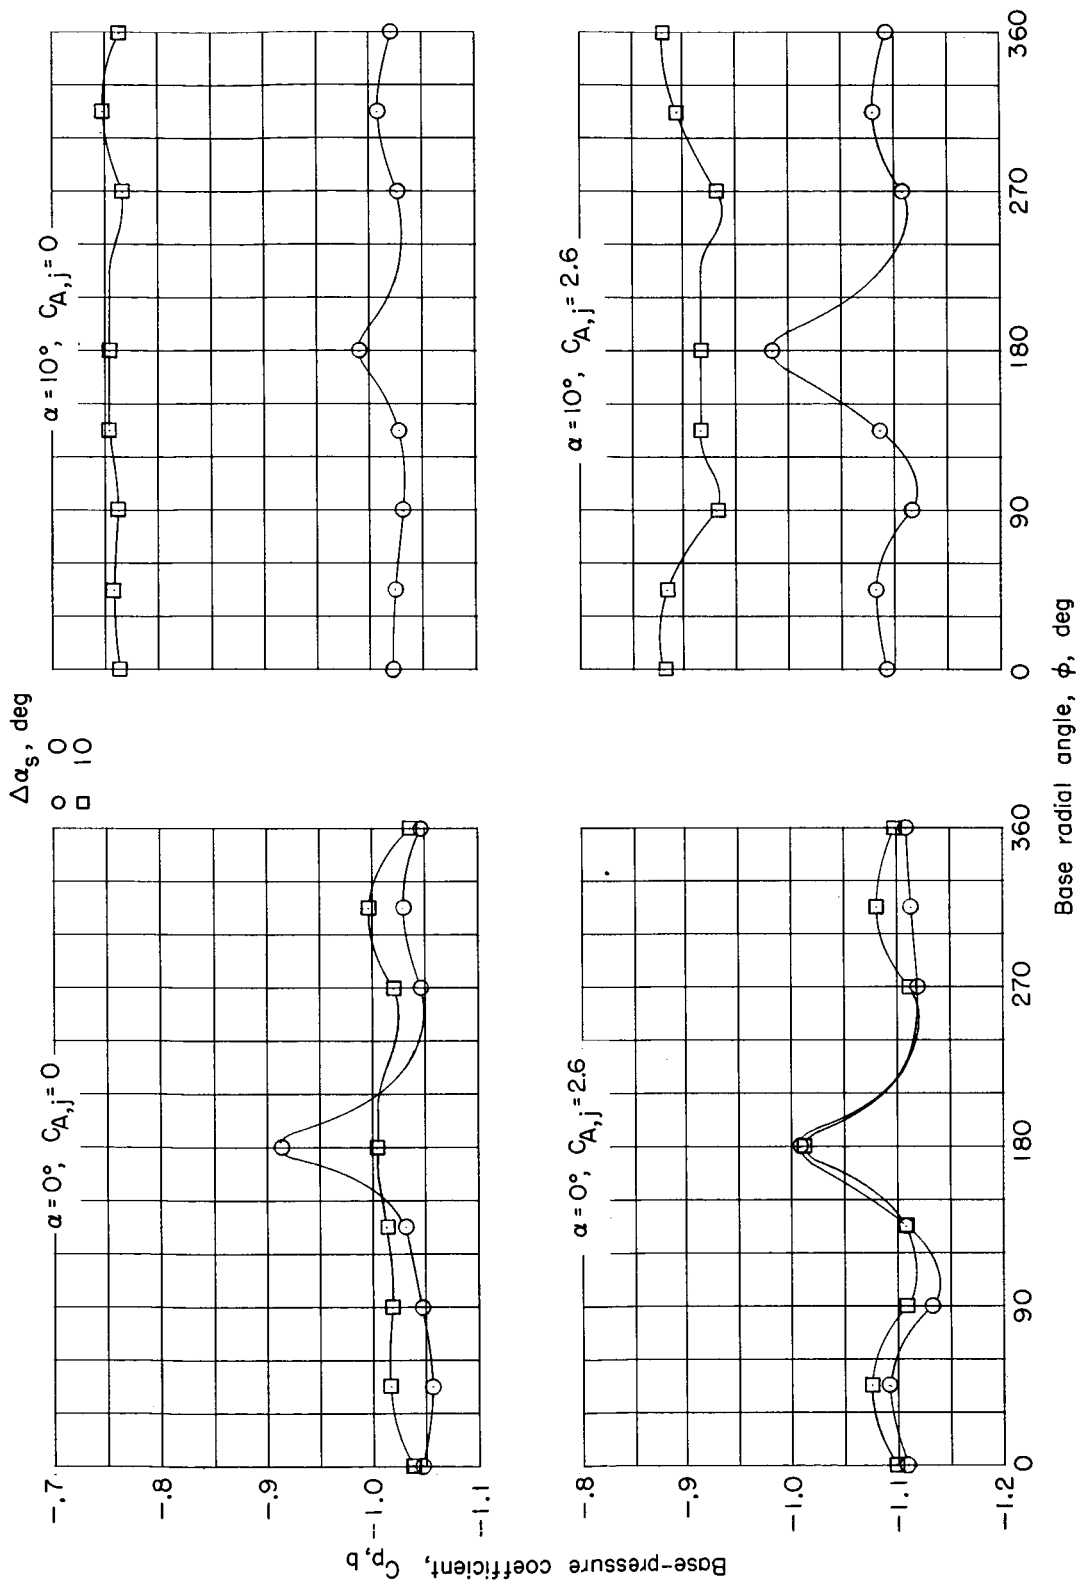 Δα_s, deg
○ 0
□ 10
α = 0°, C_A,j = 0
α = 10°, C_A,j = 0
-.7
-.8
-.9
-1.0
-1.1
α = 0°, C_A,j = 2.6
α = 10°, C_A,j = 2.6
-.8
-.9
-1.0
-1.1
-1.2
Base-pressure coefficient, C_p,b
0 90 180 270 360
0 90 180 270 360
Base radial angle, ϕ, deg